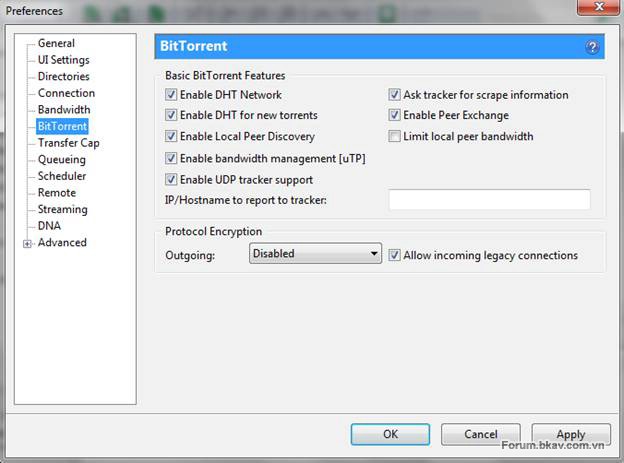 Preferences
General
UI Settings
Directories
Connection
Bandwidth
BitTorrent
Transfer Cap
Queueing
Scheduler
Remote
Streaming
DNA
Advanced
BitTorrent
Basic BitTorrent Features
Enable DHT Network
Ask tracker for scrape information
Enable DHT for new torrents
Enable Peer Exchange
Enable Local Peer Discovery
Limit local peer bandwidth
Enable bandwidth management [uTP]
Enable UDP tracker support
IP/Hostname to report to tracker:
Protocol Encryption
Outgoing:
Disabled
Allow incoming legacy connections
OK
Cancel
Apply
Forum.bkav.com.vn